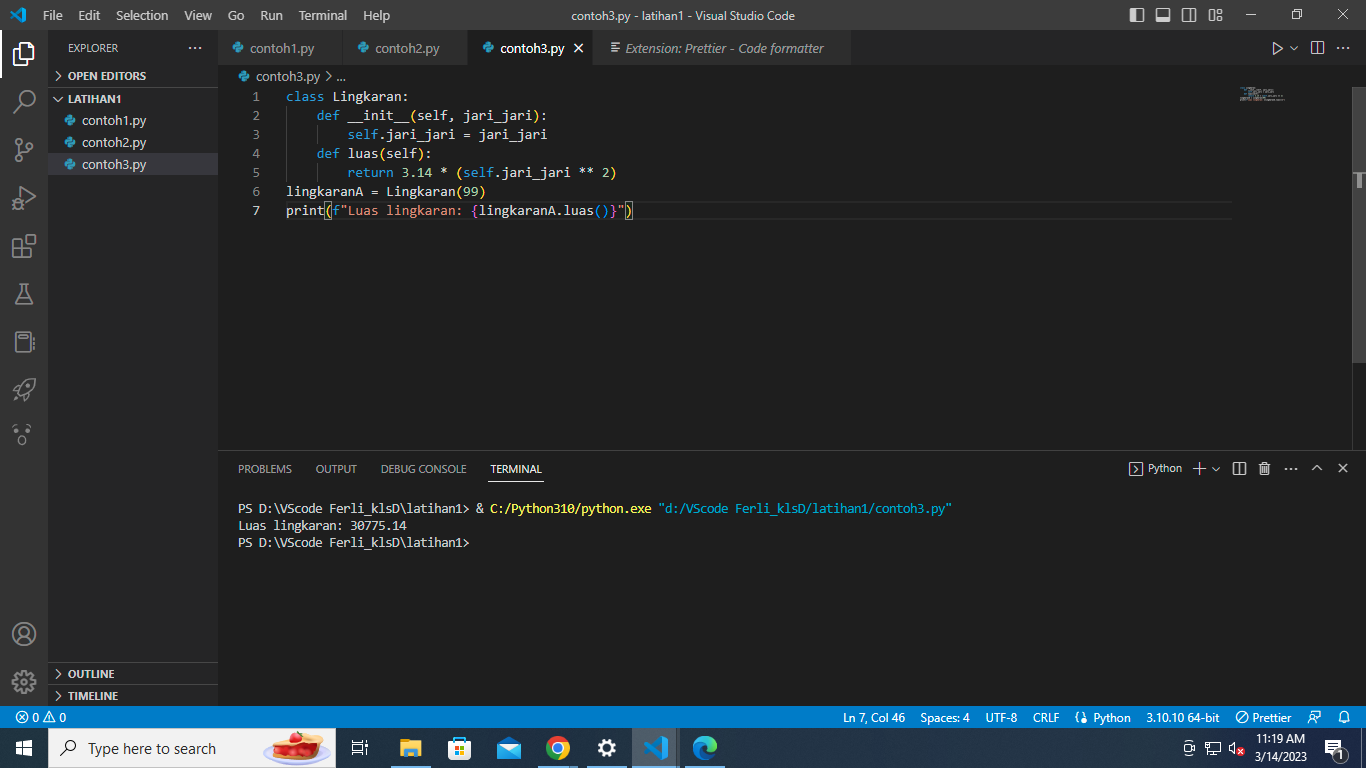 File Edit Selection View Go Run Terminal Help contoh3.py - latihan1 - Visual Studio Code
EXPLORER
OPEN EDITORS
LATIHAN1
contoh1.py
contoh2.py
contoh3.py
OUTLINE
TIMELINE
contoh1.py contoh2.py contoh3.py Extension: Prettier - Code formatter
contoh3.py > ...
1 class Lingkaran:
2     def __init__(self, jari_jari):
3         self.jari_jari = jari_jari
4     def luas(self):
5         return 3.14 * (self.jari_jari ** 2)
6 lingkaranA = Lingkaran(99)
7 print(f"Luas lingkaran: {lingkaranA.luas()}")
PROBLEMS OUTPUT DEBUG CONSOLE TERMINAL Python
PS D:\VScode Ferli_klsD\latihan1> & C:/Python310/python.exe "d:/VScode Ferli_klsD/latihan1/contoh3.py"
Luas lingkaran: 30775.14
PS D:\VScode Ferli_klsD\latihan1>
0 0 Ln 7, Col 46 Spaces: 4 UTF-8 CRLF Python 3.10.10 64-bit Prettier
Type here to search
11:19 AM
3/14/2023
1